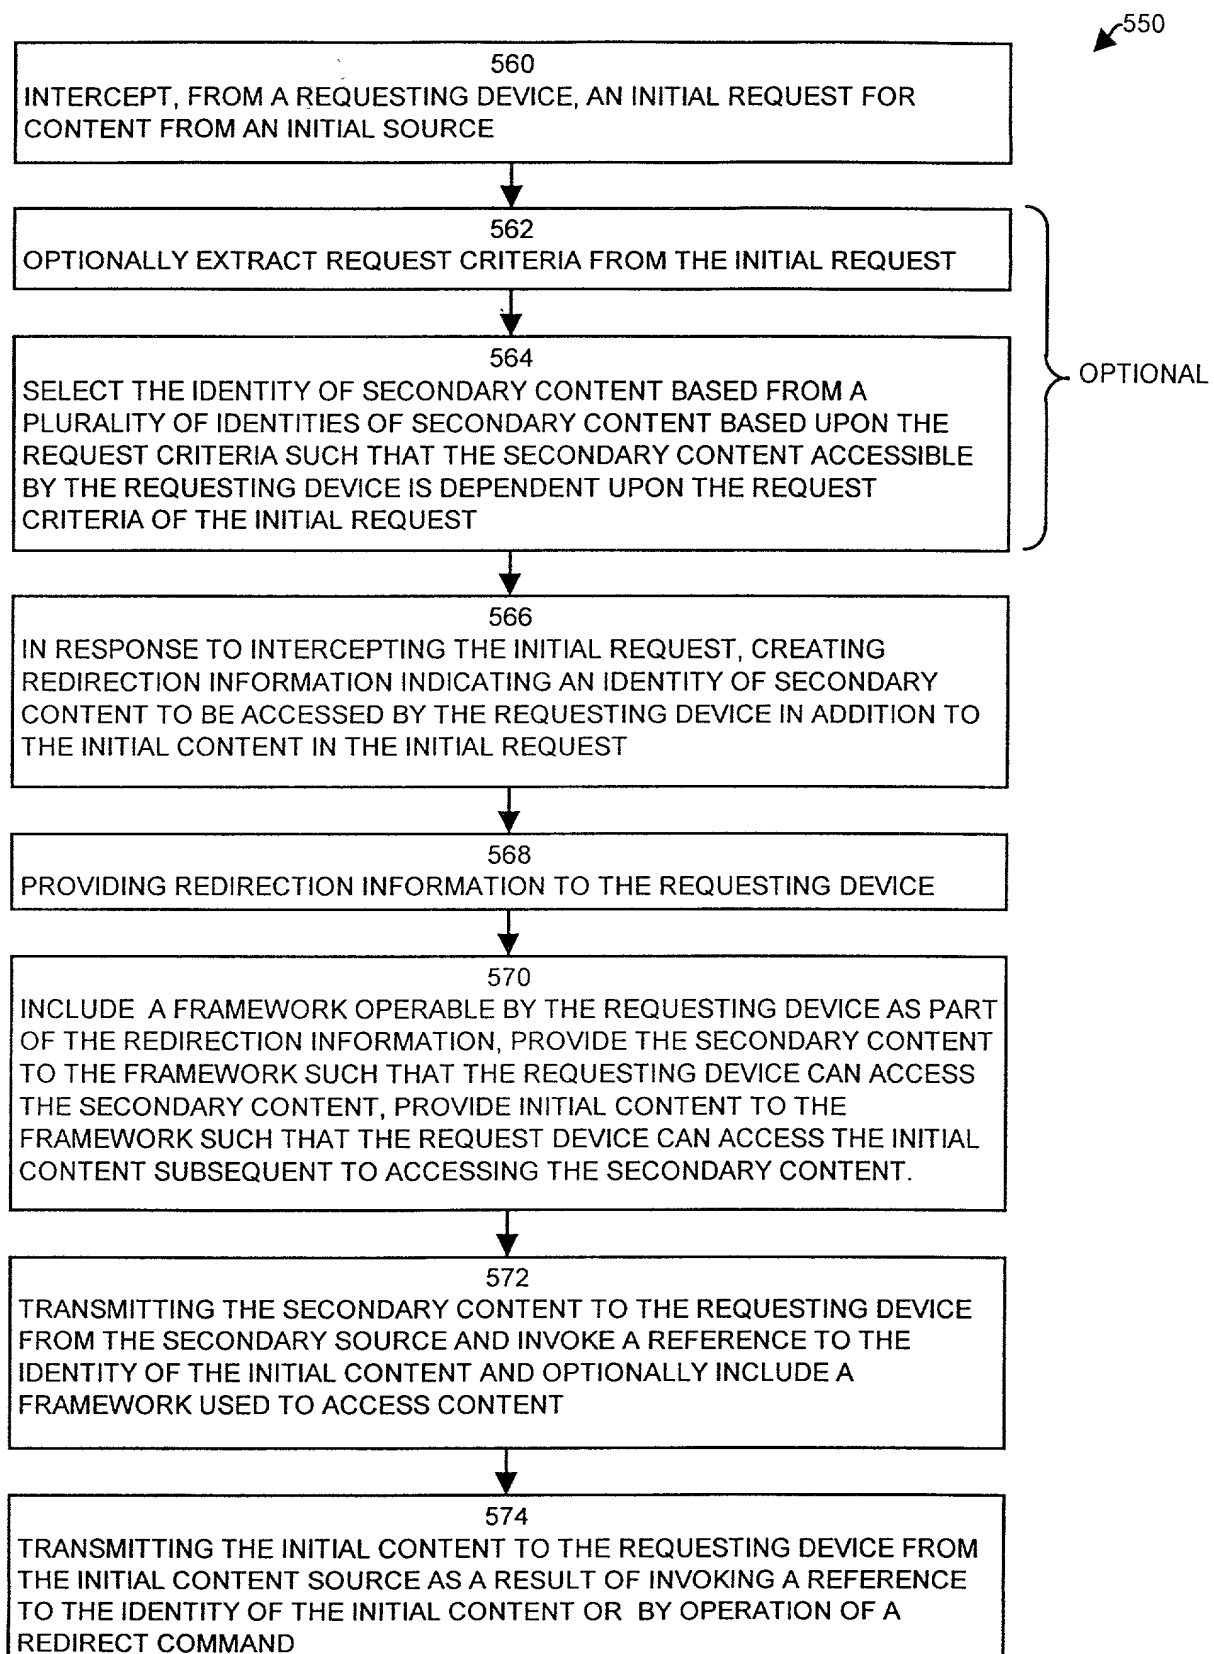 550
560
INTERCEPT, FROM A REQUESTING DEVICE, AN INITIAL REQUEST FOR
CONTENT FROM AN INITIAL SOURCE
562
OPTIONALLY EXTRACT REQUEST CRITERIA FROM THE INITIAL REQUEST
564
SELECT THE IDENTITY OF SECONDARY CONTENT BASED FROM A
PLURALITY OF IDENTITIES OF SECONDARY CONTENT BASED UPON THE
REQUEST CRITERIA SUCH THAT THE SECONDARY CONTENT ACCESSIBLE
BY THE REQUESTING DEVICE IS DEPENDENT UPON THE REQUEST
CRITERIA OF THE INITIAL REQUEST
OPTIONAL
566
IN RESPONSE TO INTERCEPTING THE INITIAL REQUEST, CREATING
REDIRECTION INFORMATION INDICATING AN IDENTITY OF SECONDARY
CONTENT TO BE ACCESSED BY THE REQUESTING DEVICE IN ADDITION TO
THE INITIAL CONTENT IN THE INITIAL REQUEST
568
PROVIDING REDIRECTION INFORMATION TO THE REQUESTING DEVICE
570
INCLUDE A FRAMEWORK OPERABLE BY THE REQUESTING DEVICE AS PART
OF THE REDIRECTION INFORMATION, PROVIDE THE SECONDARY CONTENT
TO THE FRAMEWORK SUCH THAT THE REQUESTING DEVICE CAN ACCESS
THE SECONDARY CONTENT, PROVIDE INITIAL CONTENT TO THE
FRAMEWORK SUCH THAT THE REQUEST DEVICE CAN ACCESS THE INITIAL
CONTENT SUBSEQUENT TO ACCESSING THE SECONDARY CONTENT.
572
TRANSMITTING THE SECONDARY CONTENT TO THE REQUESTING DEVICE
FROM THE SECONDARY SOURCE AND INVOKE A REFERENCE TO THE
IDENTITY OF THE INITIAL CONTENT AND OPTIONALLY INCLUDE A
FRAMEWORK USED TO ACCESS CONTENT
574
TRANSMITTING THE INITIAL CONTENT TO THE REQUESTING DEVICE FROM
THE INITIAL CONTENT SOURCE AS A RESULT OF INVOKING A REFERENCE
TO THE IDENTITY OF THE INITIAL CONTENT OR BY OPERATION OF A
REDIRECT COMMAND